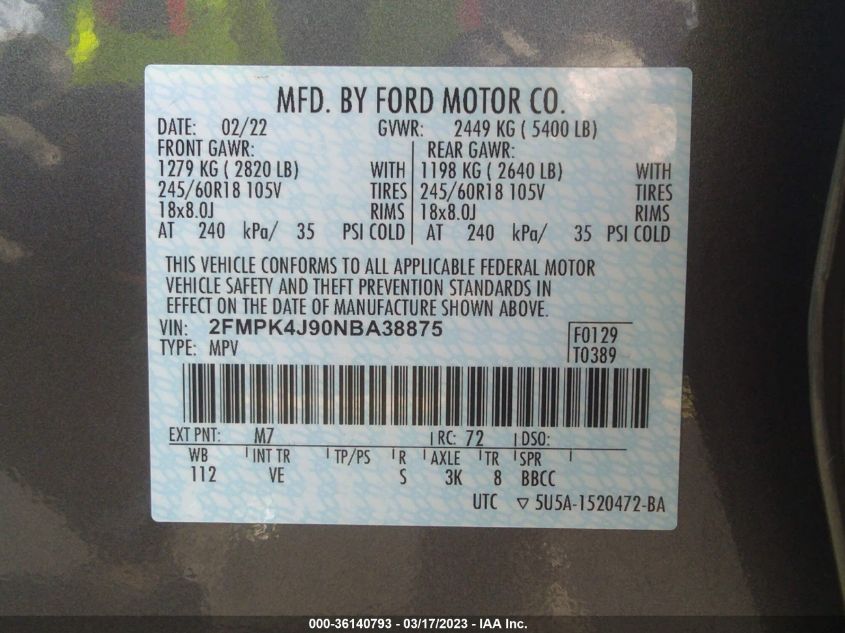 MFD. BY FORD MOTOR CO.
DATE: 02/22 GVWR: 2449 KG ( 5400 LB)
FRONT GAWR: REAR GAWR:
1279 KG ( 2820 LB) WITH 1198 KG ( 2640 LB) WITH
245/60R18 105V TIRES 245/60R18 105V TIRES
18x8.0J RIMS 18x8.0J RIMS
AT 240 kPa/ 35 PSI COLD AT 240 kPa/ 35 PSI COLD
THIS VEHICLE CONFORMS TO ALL APPLICABLE FEDERAL MOTOR
VEHICLE SAFETY AND THEFT PREVENTION STANDARDS IN
EFFECT ON THE DATE OF MANUFACTURE SHOWN ABOVE.
VIN: 2FMPK4J90NBA38875 F0129
TYPE: MPV T0389
EXT PNT: M7 RC: 72 DSO:
WB INT TR TP/PS R AXLE TR SPR
112 VE S 3K 8 BBCC
UTC ▽ 5U5A-1520472-BA
000-36140793 - 03/17/2023 - IAA Inc.